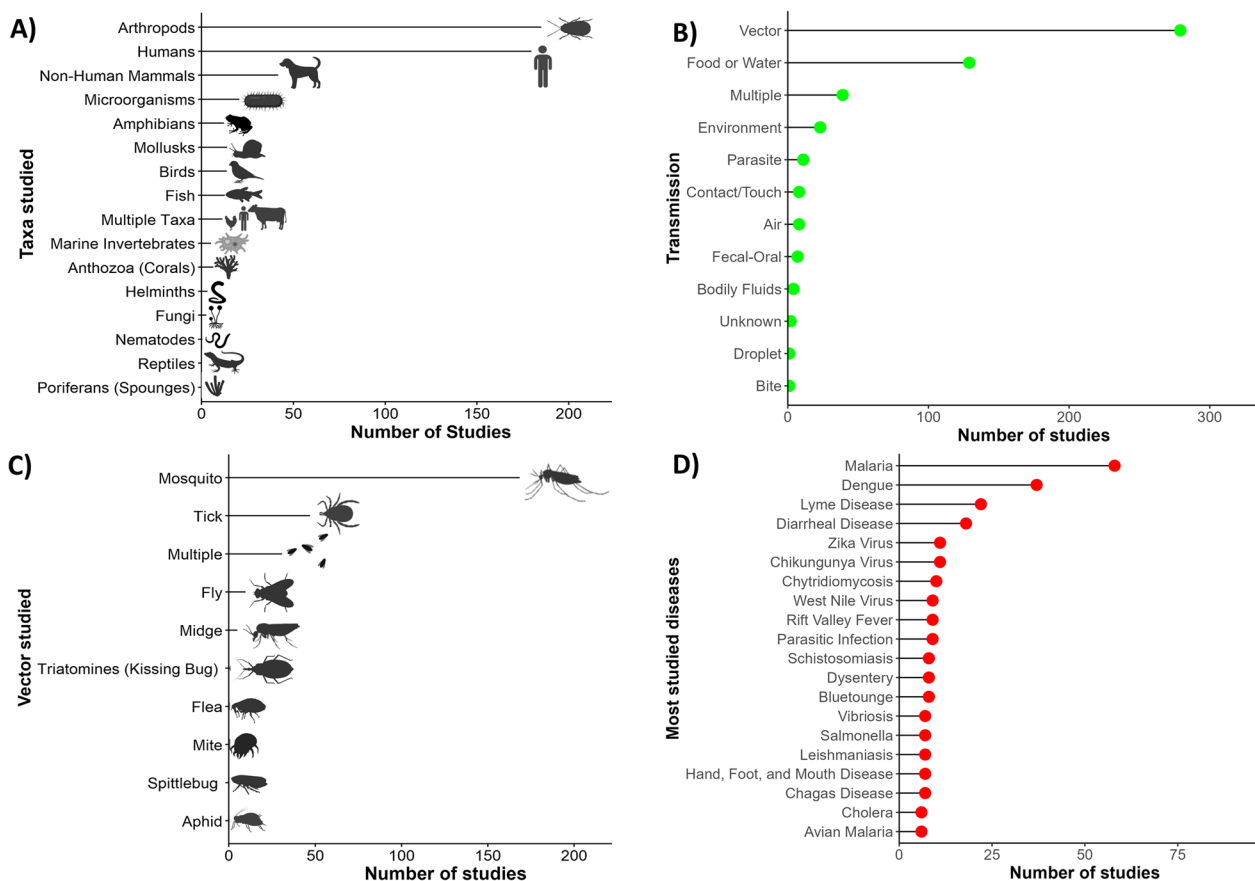 A)
Taxa studied
Arthropods
Humans
Non-Human Mammals
Microorganisms
Amphibians
Mollusks
Birds
Fish
Multiple Taxa
Marine Invertebrates
Anthozoa (Corals)
Helminths
Fungi
Nematodes
Reptiles
Poriferans (Spounges)
0 50 100 150 200
Number of Studies
B)
Transmission
Vector
Food or Water
Multiple
Environment
Parasite
Contact/Touch
Air
Fecal-Oral
Bodily Fluids
Unknown
Droplet
Bite
0 100 200 300
Number of studies
C)
Vector studied
Mosquito
Tick
Multiple
Fly
Midge
Triatomines (Kissing Bug)
Flea
Mite
Spittlebug
Aphid
0 50 100 150 200
Number of studies
D)
Most studied diseases
Malaria
Dengue
Lyme Disease
Diarrheal Disease
Zika Virus
Chikungunya Virus
Chytridiomycosis
West Nile Virus
Rift Valley Fever
Parasitic Infection
Schistosomiasis
Dysentery
Bluetounge
Vibriosis
Salmonella
Leishmaniasis
Hand, Foot, and Mouth Disease
Chagas Disease
Cholera
Avian Malaria
0 25 50 75
Number of studies